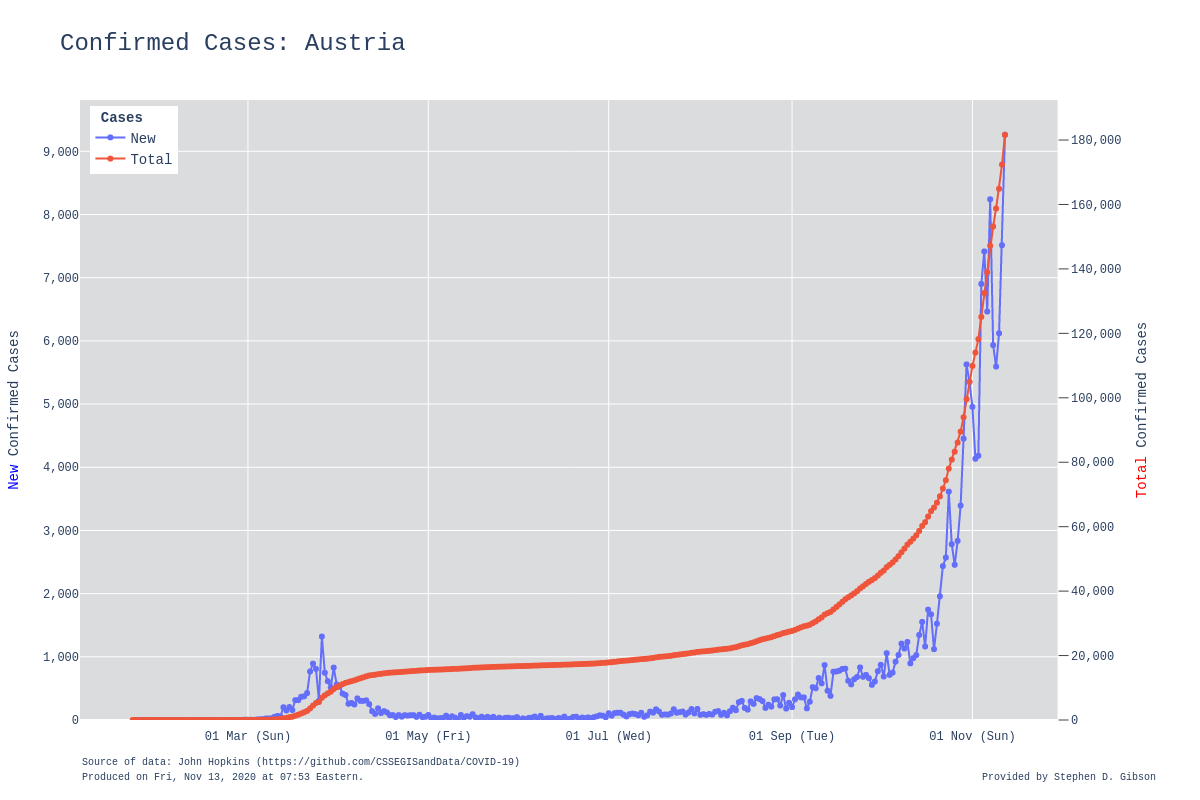 Confirmed Cases: Austria
Cases
New
Total
9,000
8,000
7,000
6,000
5,000
4,000
3,000
2,000
1,000
0
New Confirmed Cases
180,000
160,000
140,000
120,000
100,000
80,000
60,000
40,000
20,000
0
Total Confirmed Cases
01 Mar (Sun) 01 May (Fri) 01 Jul (Wed) 01 Sep (Tue) 01 Nov (Sun)
Source of data: John Hopkins (https://github.com/CSSEGISandData/COVID-19)
Produced on Fri, Nov 13, 2020 at 07:53 Eastern.
Provided by Stephen D. Gibson